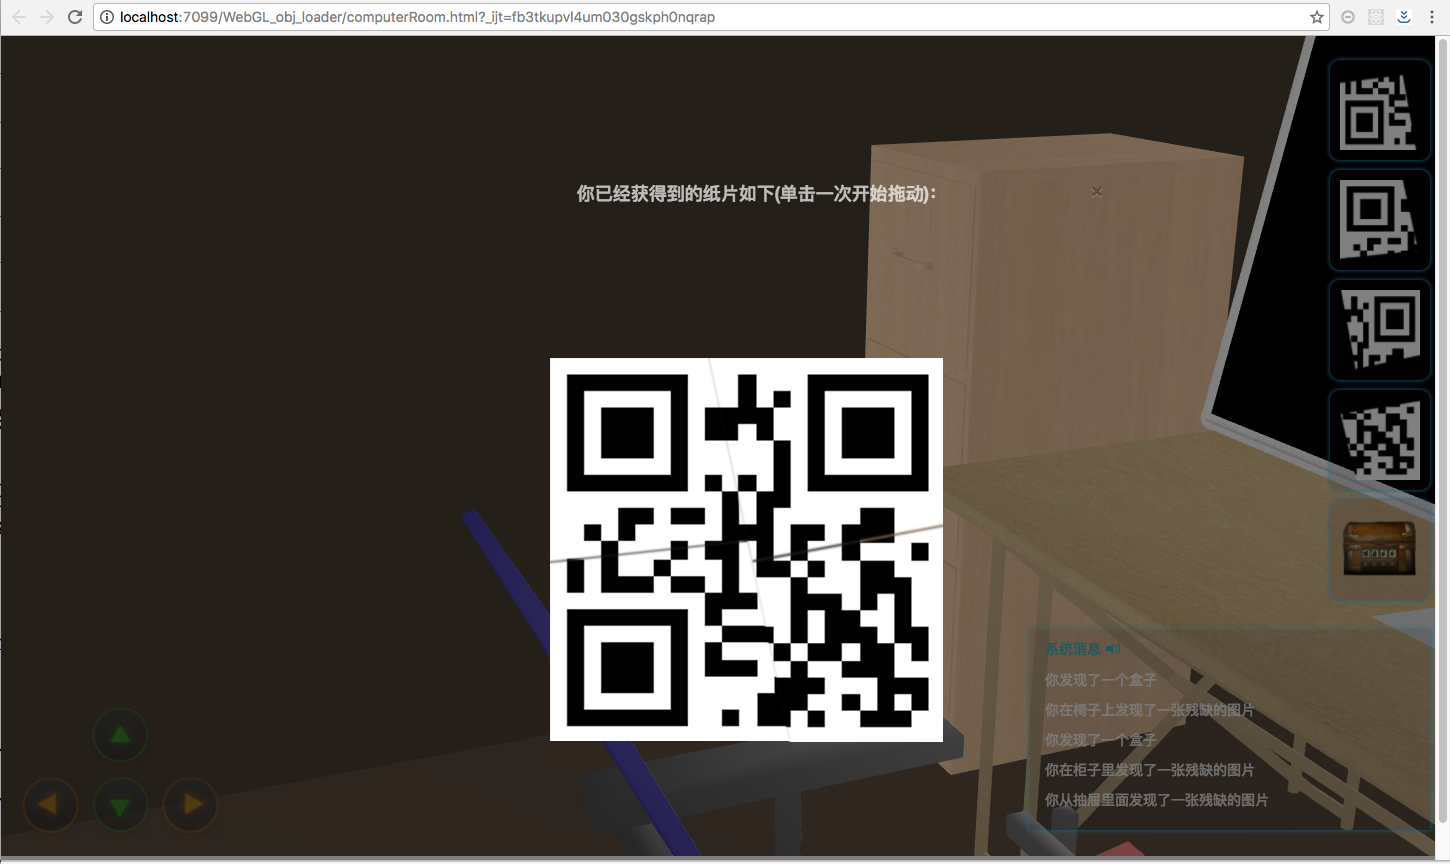 localhost:7099/WebGL_obj_loader/computerRoom.html?_ijt=fb3tkupvl4um030gskph0nqrap
你已经获得到的纸片如下(单击一次开始拖动):
系统消息
你发现了一个盒子
你在椅子上发现了一张残缺的图片
你发现了一个盒子
你在柜子里发现了一张残缺的图片
你从抽屉里面发现了一张残缺的图片